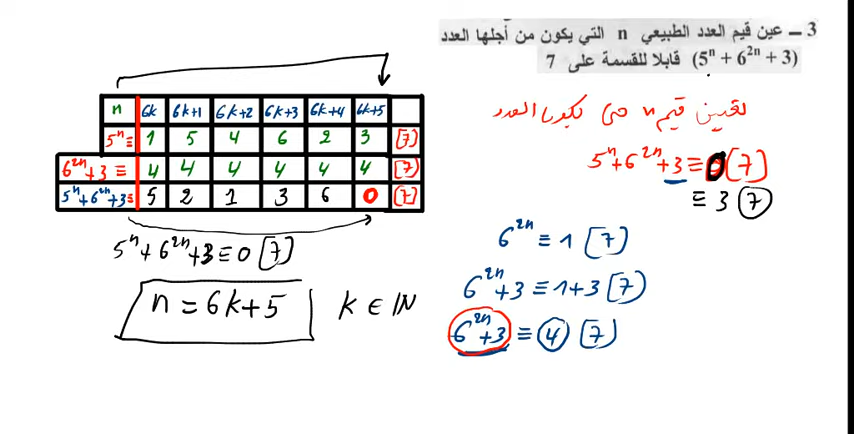 3 ــ عين قيم العدد الطبيعي n التي يكون من أجلها العدد
(5ⁿ + 6²ⁿ + 3) قابلا للقسمة على 7
تعيين قيم n حتى يكون العدد
5ⁿ+6²ⁿ+3 ≡ 0 (7)
≡ 3 (7)
6²ⁿ ≡ 1 [7]
6²ⁿ+3 ≡ 1+3 [7]
6²ⁿ+3 ≡ 4 [7]
n 6k 6k+1 6k+2 6k+3 6k+4 6k+5
5ⁿ≡ 1 5 4 6 2 3 [7]
6²ⁿ+3 ≡ 4 4 4 4 4 4 [7]
5ⁿ+6²ⁿ+3≡ 5 2 1 3 6 0 [7]
5ⁿ+6²ⁿ+3≡0 [7]
n = 6k+5 k ∈ ℕ